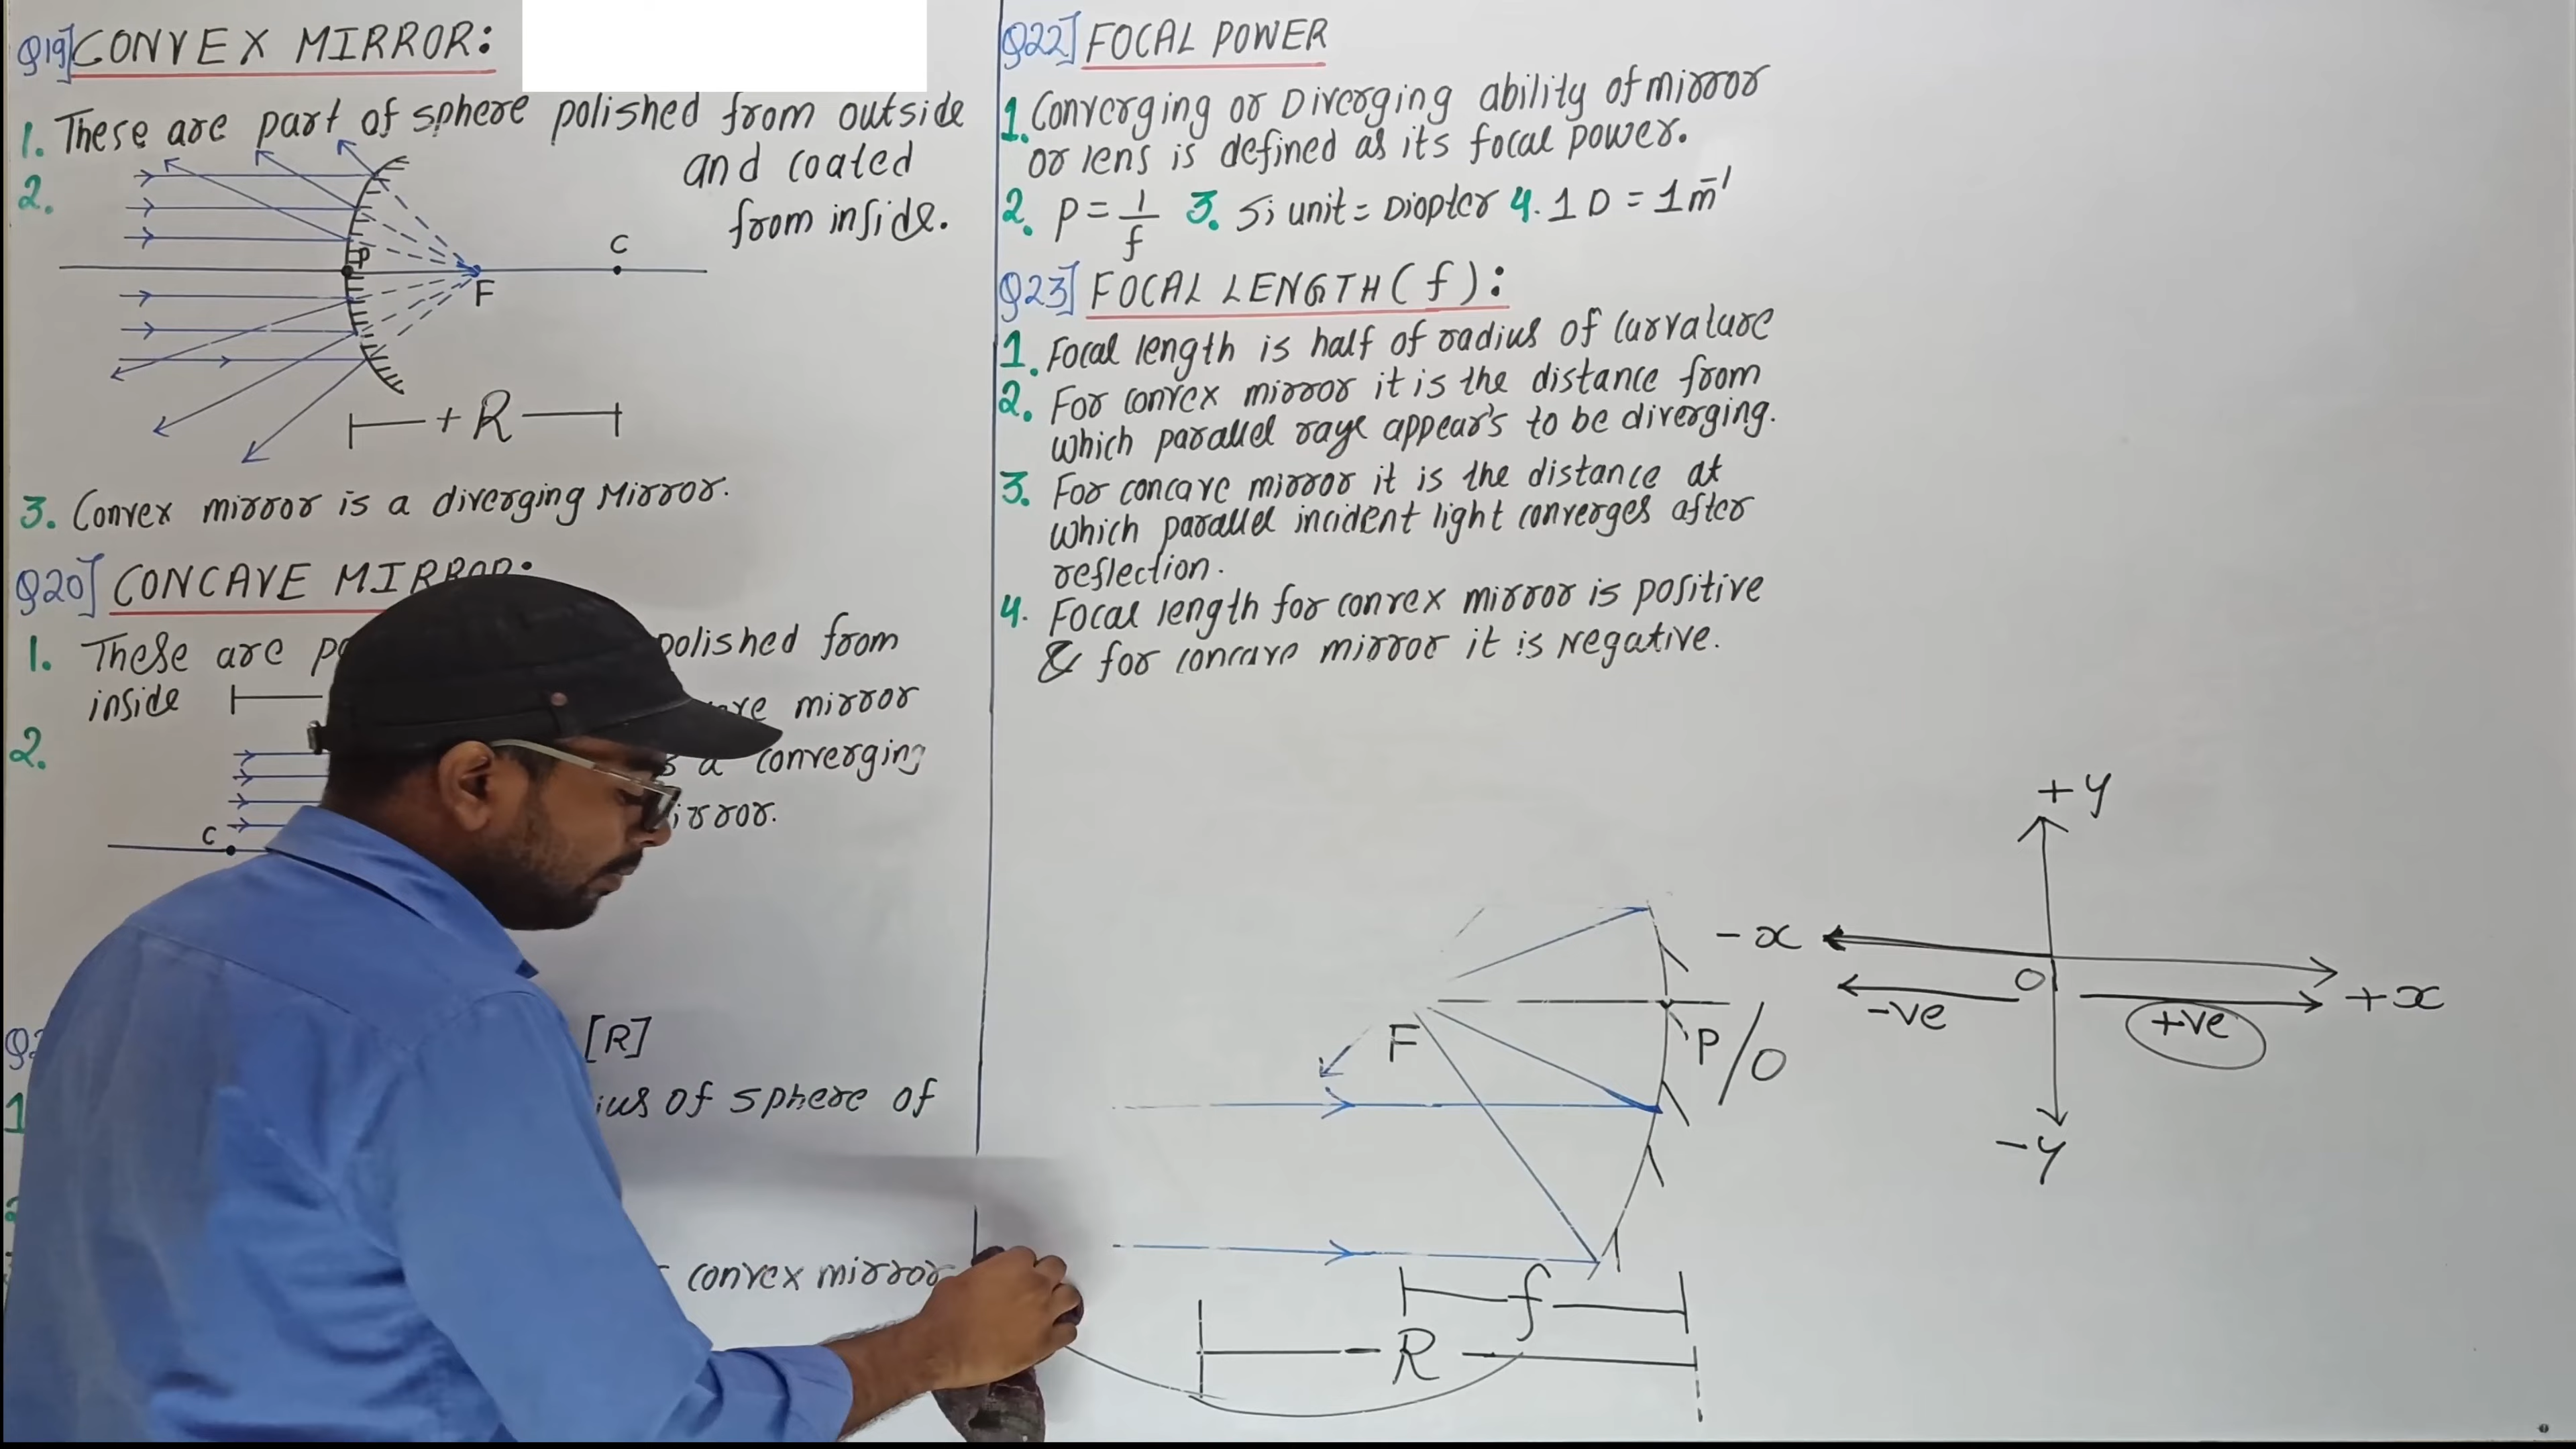 Q19] CONVEX MIRROR:
1. These are part of sphere polished from outside
and coated
from inside.
2.
P
F
C
+ R
3. Convex mirror is a diverging Mirror.
Q20] CONCAVE MIRROR:
1. These are polished from
inside mirror
2. a converging
C
[R]
1 of sphere of
convex mirror
Q22] FOCAL POWER
1. Converging or Diverging ability of mirror
or lens is defined as its focal power.
2. P = 1/f 3. Si unit = Diopter 4. 1 D = 1 m⁻¹
Q23] FOCAL LENGTH ( f ) :
1. Focal length is half of radius of Curvature
2. For convex mirror it is the distance from
which parallel rays appear's to be diverging.
3. For concave mirror it is the distance at
which parallel incident light converges after
reflection.
4. Focal length for convex mirror is positive
& for concave mirror it is Negative.
+y
-x
O
+x
-ve
+ve
-y
F
P/O
f
- R